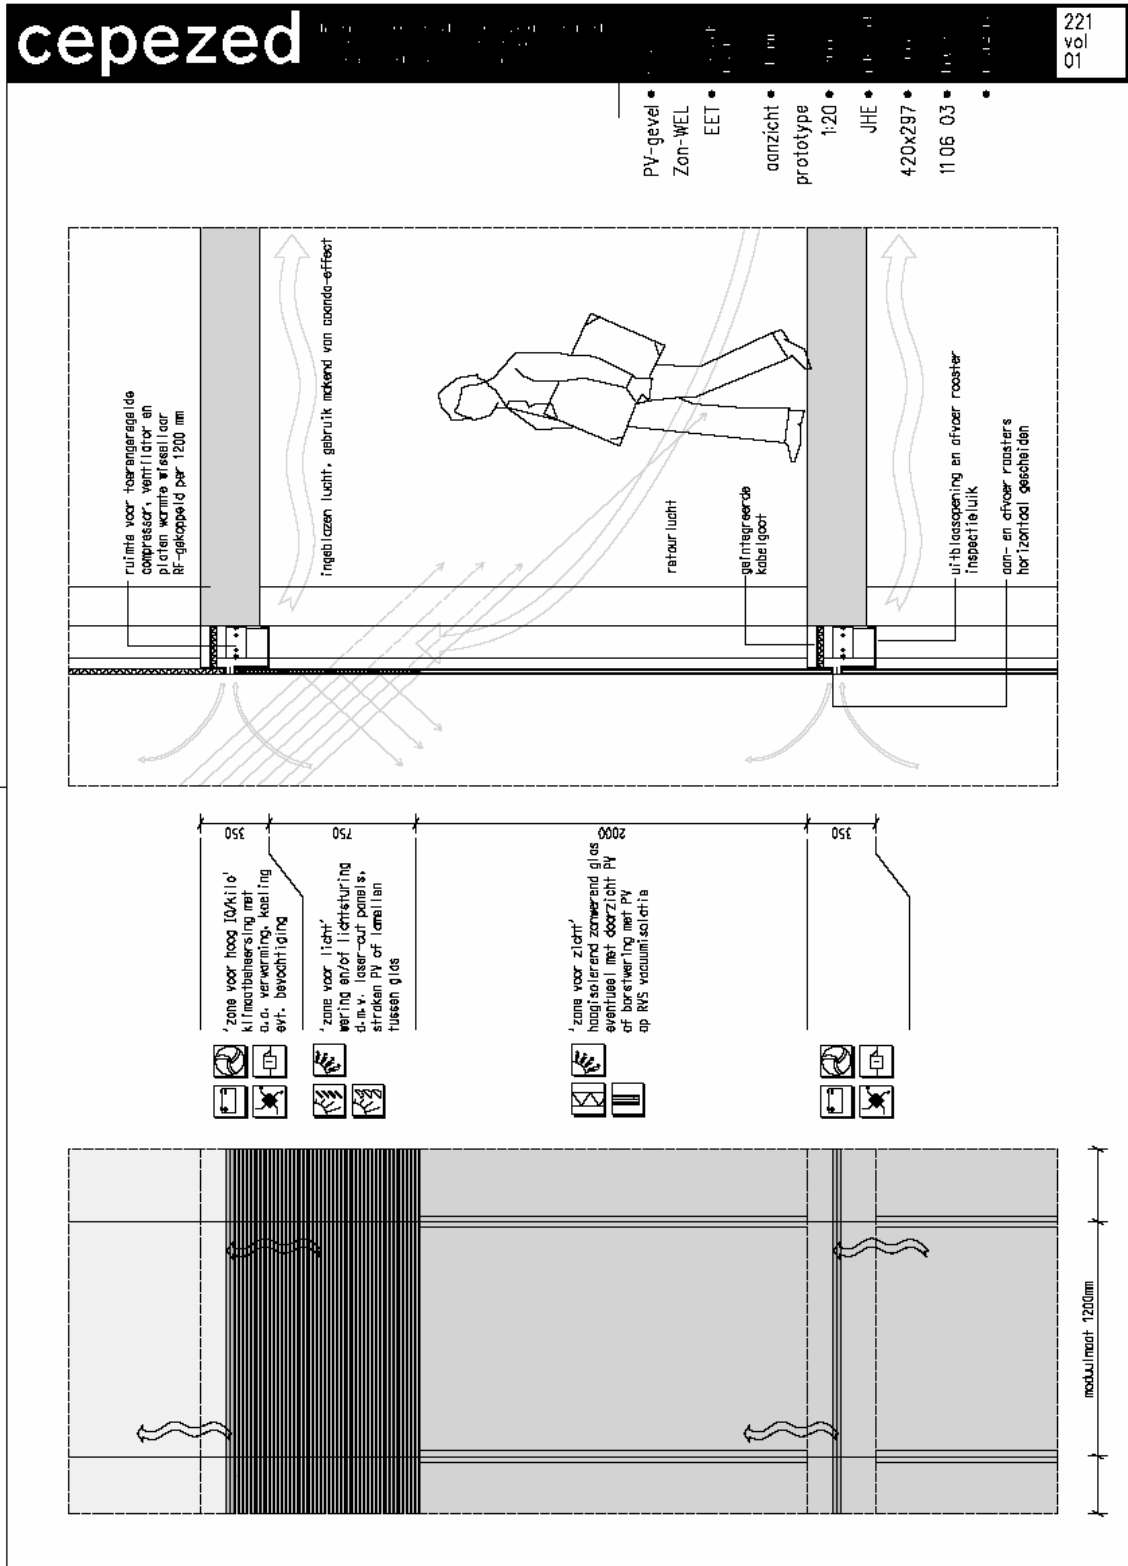 cepezed
221
vol
01
PV-gevel
Zon-WEL
EET
aanzicht
prototype
1:20
JHE
420x297
11 06 03
ruimte voor toerengeregelde
compressor, ventilator en
platen warmte wisselaar
RF-gekoppeld per 1200 mm
ingeblazen lucht, gebruik makend van coanda-effect
retourlucht
geïntegreerde
kabelgoot
uitblaasopening en afvoer rooster
inspectieluik
aan- en afvoer roosters
horizontaal gescheiden
350
750
2000
350
'zone voor hoog IQ/kilo'
klimaatbeheersing met
o.a. verwarming, koeling
evt. bevochtiging
'zone voor licht'
wering en/of lichtsturing
d.m.v. laser-cut panels,
stroken PV of lamellen
tussen glas
'zone voor zicht'
hoogisolerend zonwerend glas
eventueel met doorzicht PV
of borstwering met PV
op RVS vacuumisolatie
moduulmaat 1200mm